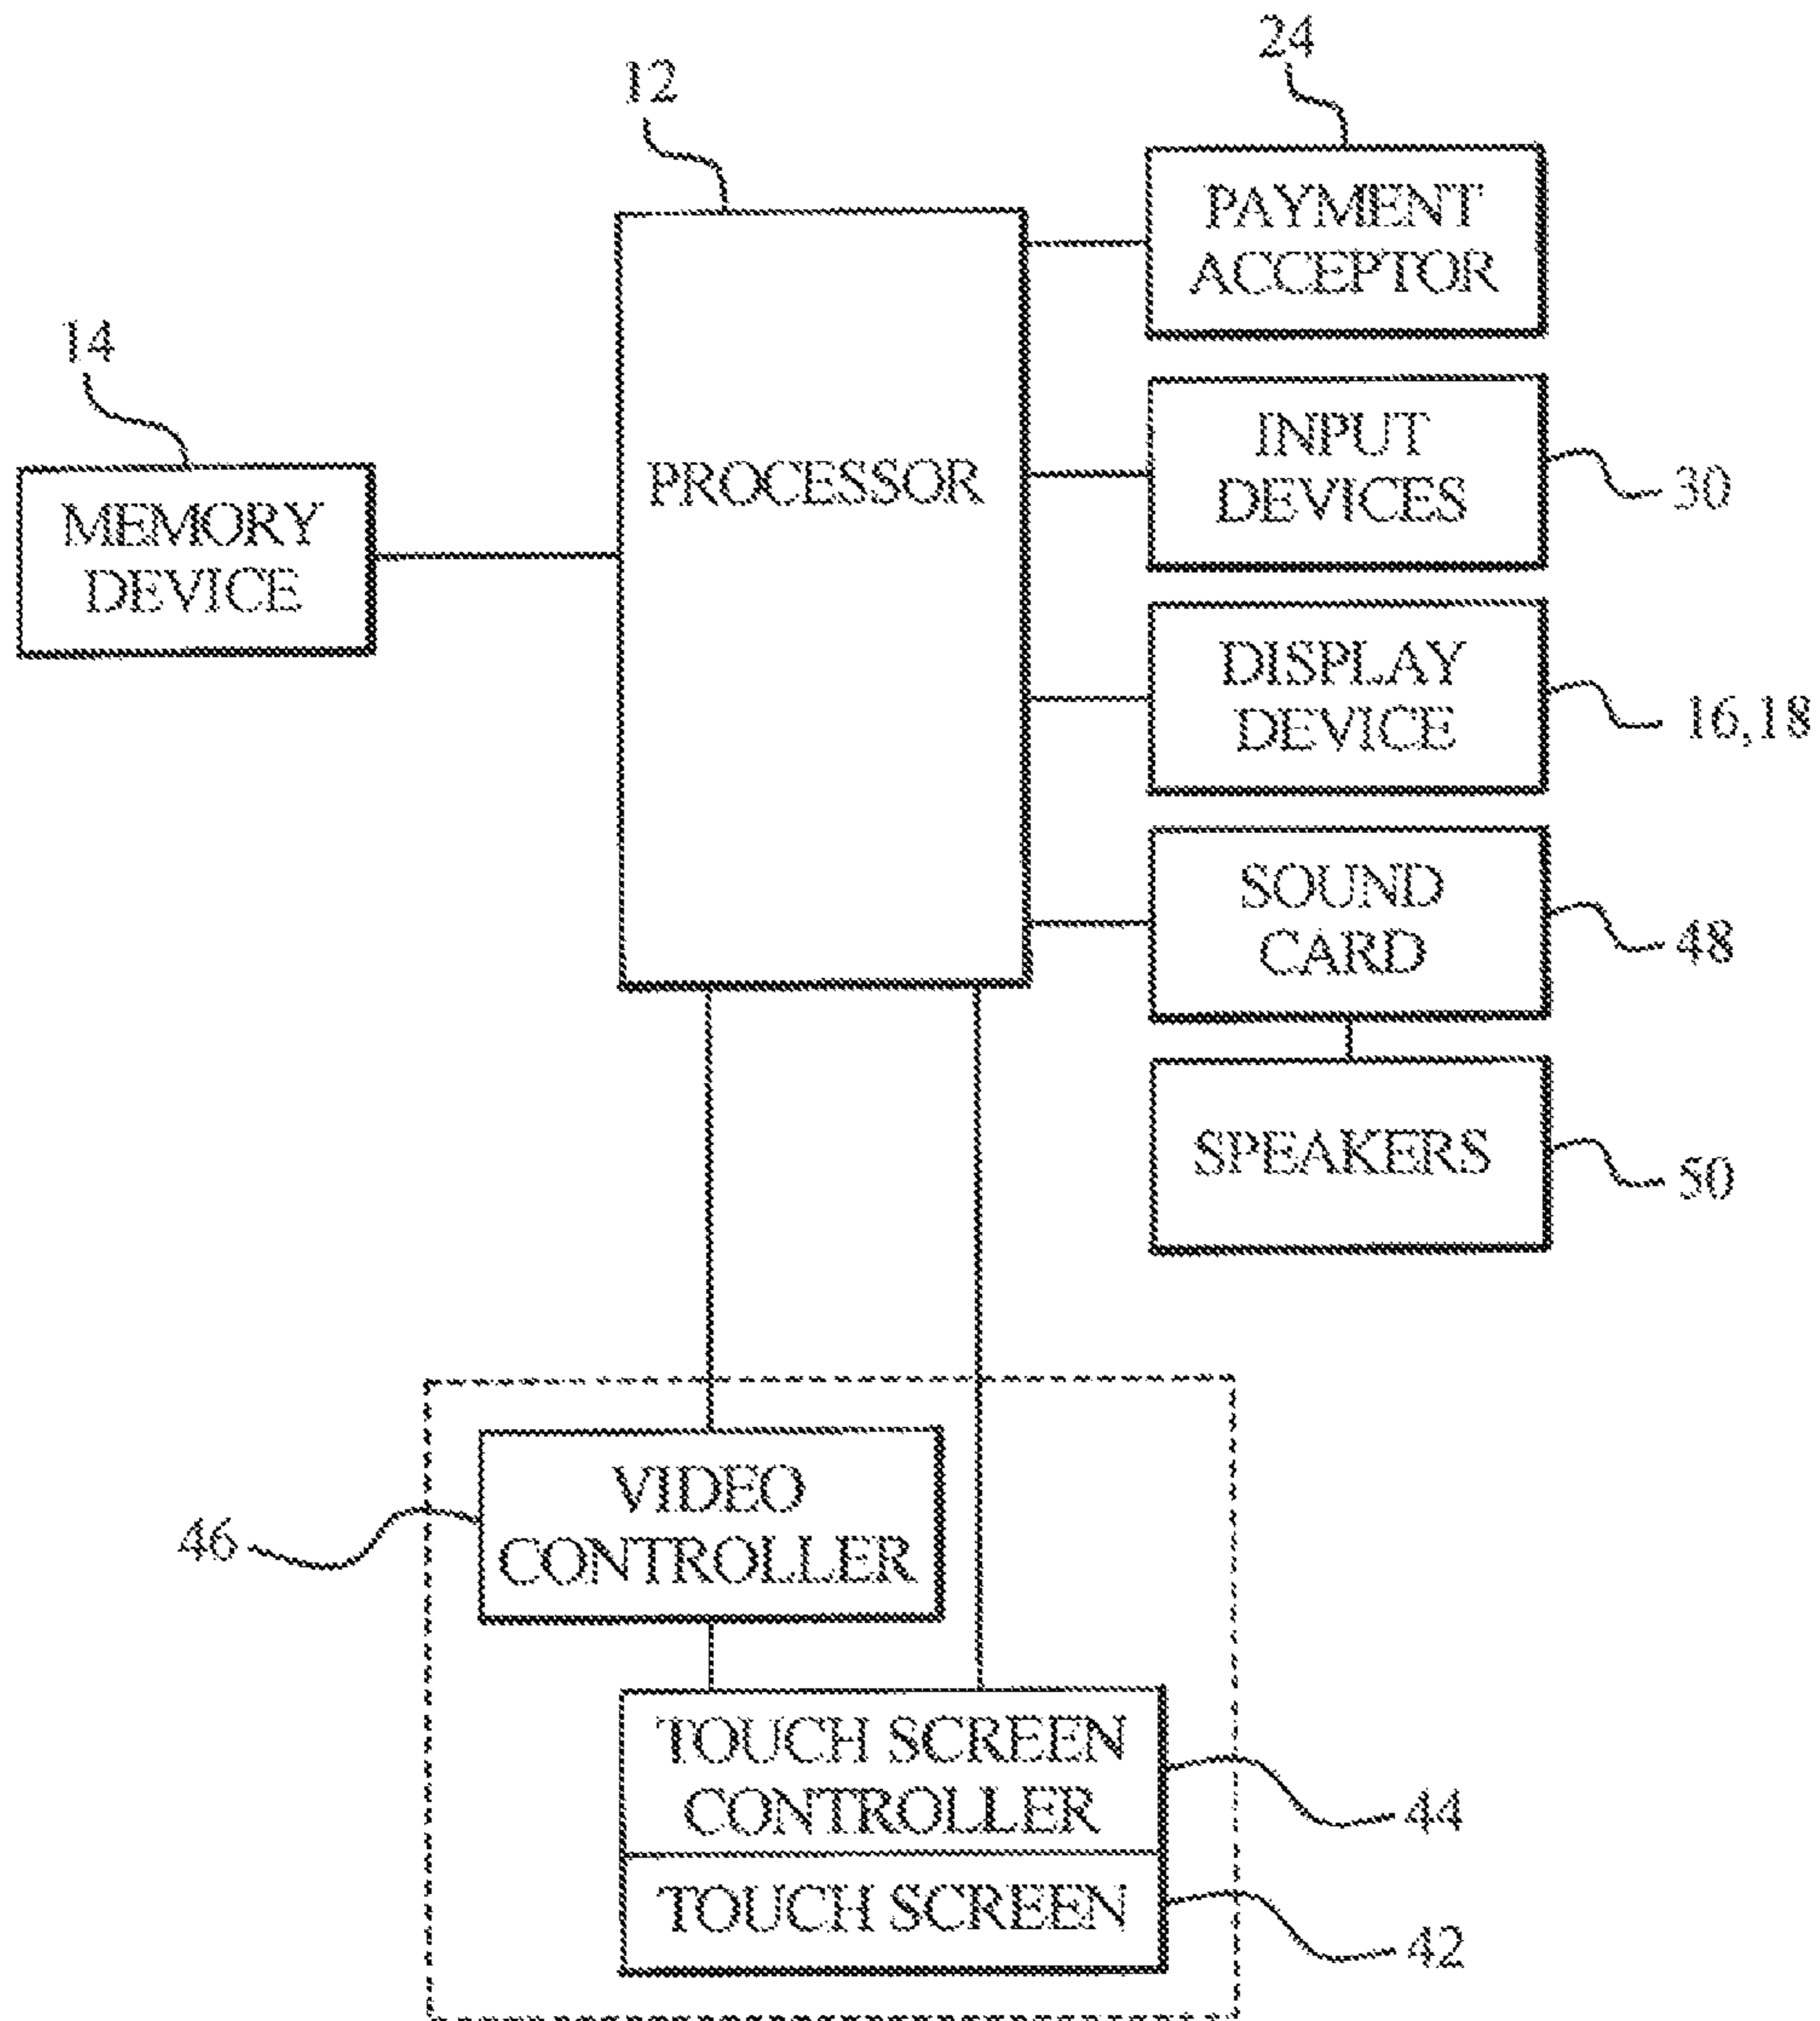 24
12
PAYMENT
ACCEPTOR
14
INPUT
DEVICES
30
PROCESSOR
MEMORY
DEVICE
DISPLAY
DEVICE
16,18
SOUND
CARD
48
SPEAKERS
50
VIDEO
CONTROLLER
46
TOUCH SCREEN
CONTROLLER
44
TOUCH SCREEN
42